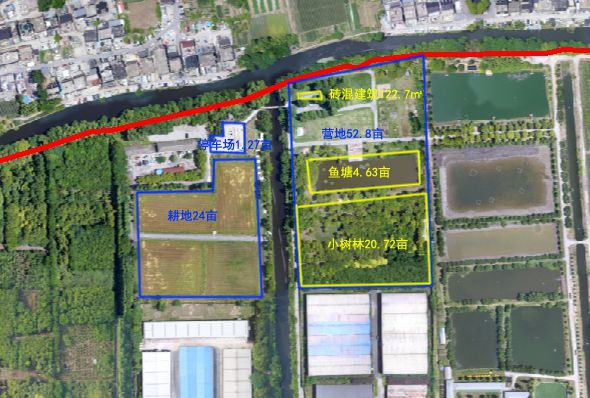 砖混建筑122.7㎡
营地52.8亩
停车场1.27亩
鱼塘4.63亩
耕地24亩
小树林20.72亩